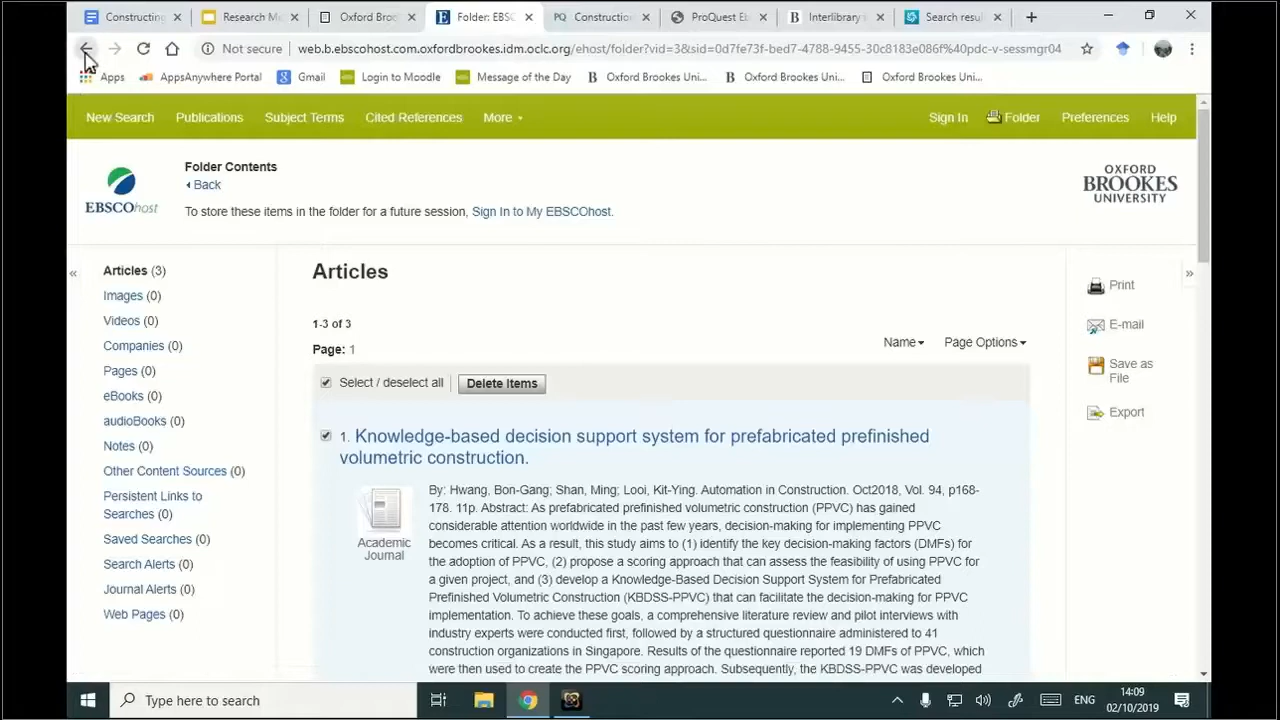 Constructing
Research M
Oxford Broo
Folder: EBS
PQ Construction
ProQuest Eb
B Interlibrary
Search resul
Not secure web.b.ebscohost.com.oxfordbrookes.idm.oclc.org/ehost/folder?vid=3&sid=0d7fe73f-bed7-4788-9455-30c8183e086f%40pdc-v-sessmgr04
Apps AppsAnywhere Portal Gmail Login to Moodle Message of the Day B Oxford Brookes Uni... B Oxford Brookes Uni... Oxford Brookes Uni...
New Search Publications Subject Terms Cited References More Sign In Folder Preferences Help
Folder Contents
Back
To store these items in the folder for a future session, Sign In to My EBSCOhost.
EBSCOhost
OXFORD
BROOKES
UNIVERSITY
«
Articles (3)
Images (0)
Videos (0)
Companies (0)
Pages (0)
eBooks (0)
audioBooks (0)
Notes (0)
Other Content Sources (0)
Persistent Links to
Searches (0)
Saved Searches (0)
Search Alerts (0)
Journal Alerts (0)
Web Pages (0)
Articles
1-3 of 3
Page: 1
Name Page Options
Select / deselect all Delete Items
1. Knowledge-based decision support system for prefabricated prefinished
volumetric construction.
Academic
Journal
By: Hwang, Bon-Gang; Shan, Ming; Looi, Kit-Ying. Automation in Construction. Oct2018, Vol. 94, p168-
178. 11p. Abstract: As prefabricated prefinished volumetric construction (PPVC) has gained
considerable attention worldwide in the past few years, decision-making for implementing PPVC
becomes critical. As a result, this study aims to (1) identify the key decision-making factors (DMFs) for
the adoption of PPVC, (2) propose a scoring approach that can assess the feasibility of using PPVC for
a given project, and (3) develop a Knowledge-Based Decision Support System for Prefabricated
Prefinished Volumetric Construction (KBDSS-PPVC) that can facilitate the decision-making for PPVC
implementation. To achieve these goals, a comprehensive literature review and pilot interviews with
industry experts were conducted first, followed by a structured questionnaire administered to 41
construction organizations in Singapore. Results of the questionnaire reported 19 DMFs of PPVC, which
were then used to create the PPVC scoring approach. Subsequently, the KBDSS-PPVC was developed
»
Print
E-mail
Save as
File
Export
Type here to search
ENG
14:09
02/10/2019